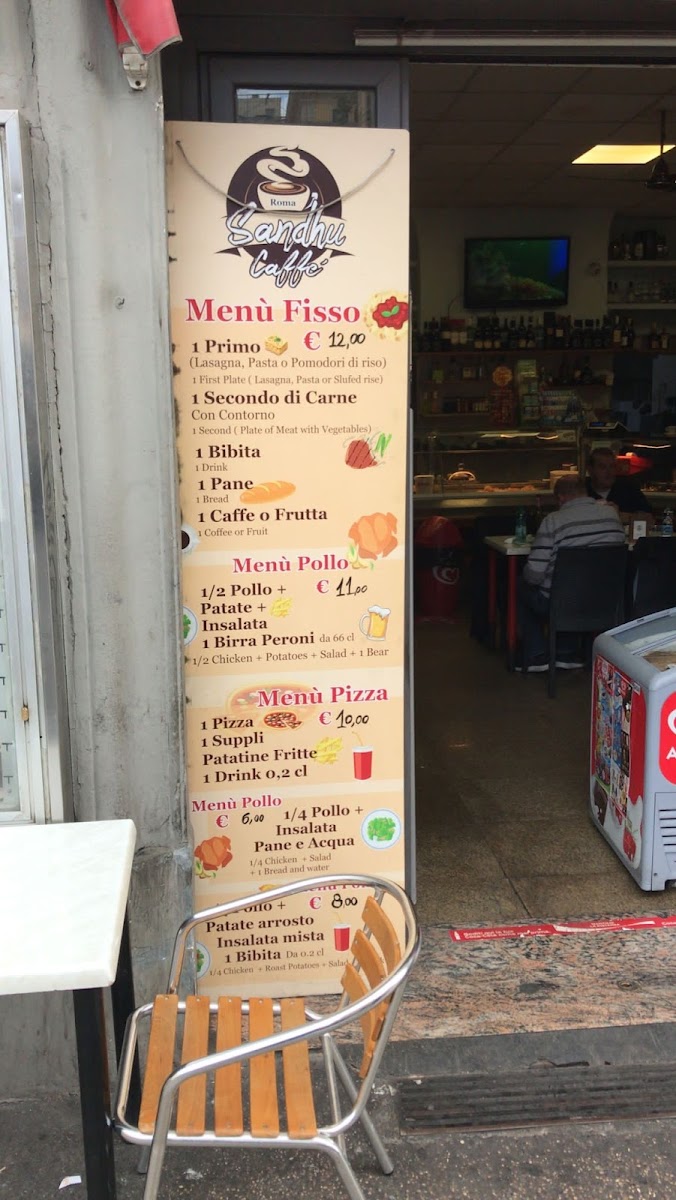 Roma
Sandhu
Caffé
Menù Fisso
1 Primo € 12,00
(Lasagna, Pasta o Pomodori di riso)
1 First Plate ( Lasagna, Pasta or Slufed rise)
1 Secondo di Carne
Con Contorno
1 Second ( Plate of Meat with Vegetables)
1 Bibita
1 Drink
1 Pane
1 Bread
1 Caffe o Frutta
1 Coffee or Fruit
Menù Pollo
1/2 Pollo + € 11,00
Patate +
Insalata
1 Birra Peroni da 66 cl
1/2 Chicken + Potatoes + Salad + 1 Bear
Menù Pizza
1 Pizza € 10,00
1 Suppli
Patatine Fritte
1 Drink 0,2 cl
Menù Pollo
€ 6,00 1/4 Pollo +
Insalata
Pane e Acqua
1/4 Chicken + Salad
+ 1 Bread and water
€ 8,00
Patate arrosto
Insalata mista
1 Bibita Da 0.2 cl
1/4 Chicken + Roast Potatoes + Salad